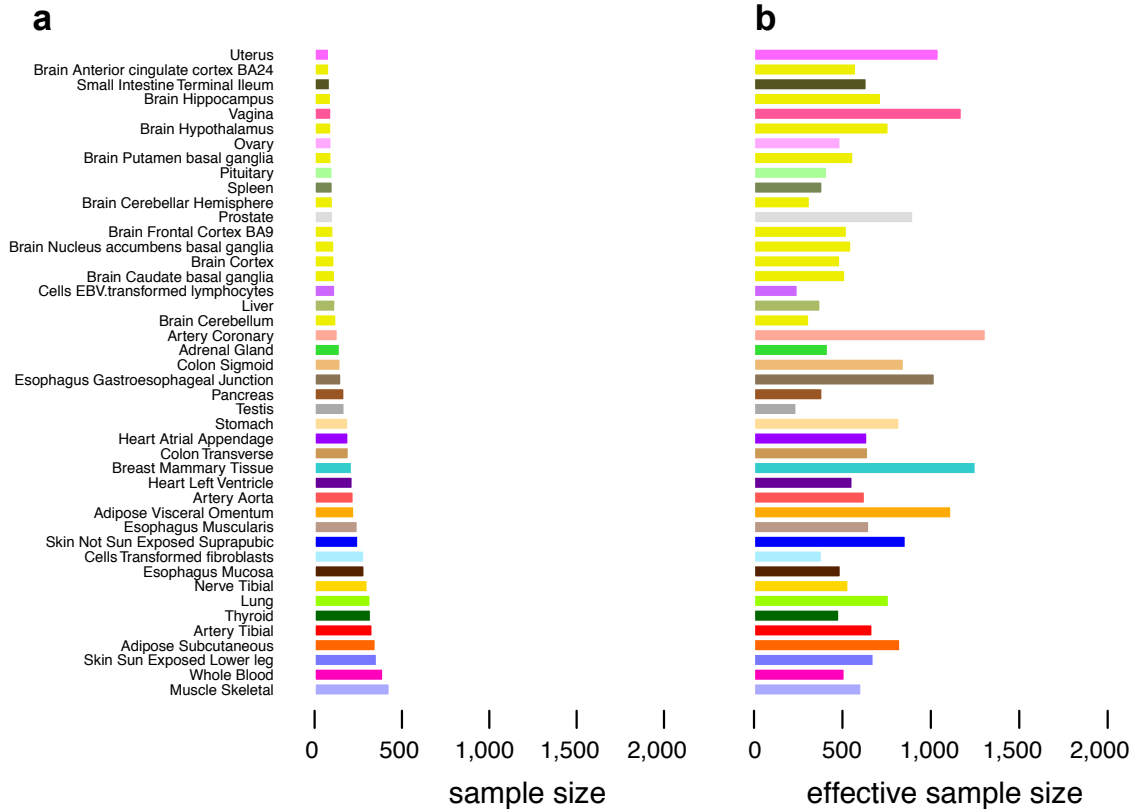 a
b
Uterus
Brain Anterior cingulate cortex BA24
Small Intestine Terminal Ileum
Brain Hippocampus
Vagina
Brain Hypothalamus
Ovary
Brain Putamen basal ganglia
Pituitary
Spleen
Brain Cerebellar Hemisphere
Prostate
Brain Frontal Cortex BA9
Brain Nucleus accumbens basal ganglia
Brain Cortex
Brain Caudate basal ganglia
Cells EBV.transformed lymphocytes
Liver
Brain Cerebellum
Artery Coronary
Adrenal Gland
Colon Sigmoid
Esophagus Gastroesophageal Junction
Pancreas
Testis
Stomach
Heart Atrial Appendage
Colon Transverse
Breast Mammary Tissue
Heart Left Ventricle
Artery Aorta
Adipose Visceral Omentum
Esophagus Muscularis
Skin Not Sun Exposed Suprapubic
Cells Transformed fibroblasts
Esophagus Mucosa
Nerve Tibial
Lung
Thyroid
Artery Tibial
Adipose Subcutaneous
Skin Sun Exposed Lower leg
Whole Blood
Muscle Skeletal
0 500 1,000 1,500 2,000
sample size
0 500 1,000 1,500 2,000
effective sample size